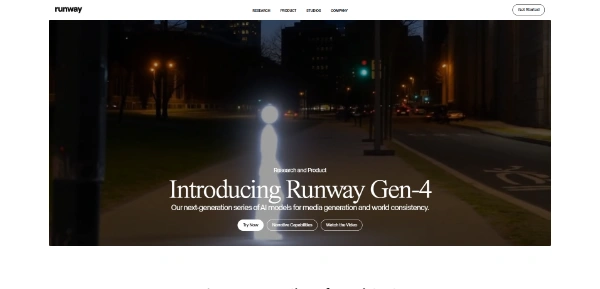 runway
RESEARCH PRODUCT STUDIOS COMPANY
Get Started
Research and Product
Introducing Runway Gen-4
Our next-generation series of AI models for media generation and world consistency.
Try Now
Narrative Capabilities
Watch the Video